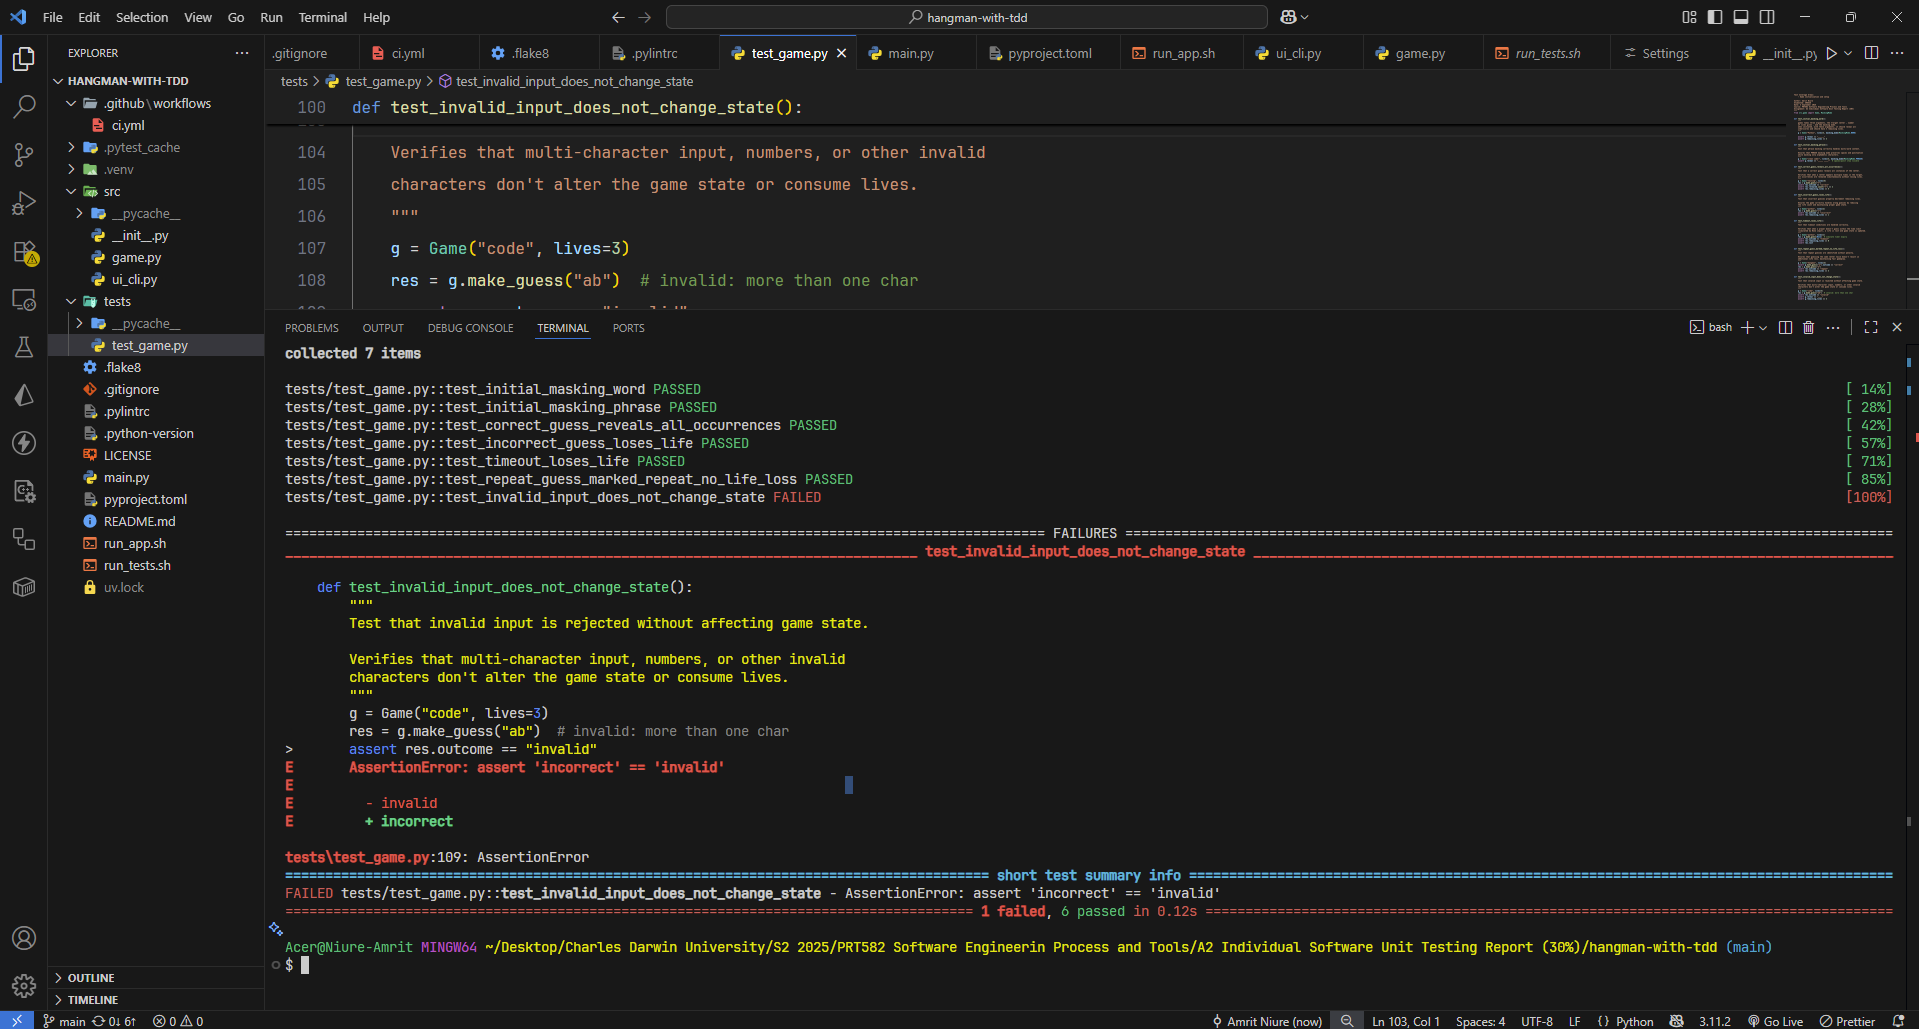 File Edit Selection View Go Run Terminal Help
hangman-with-tdd
EXPLORER
.gitignore ci.yml .flake8 .pylintrc test_game.py main.py pyproject.toml run_app.sh ui_cli.py game.py run_tests.sh Settings __init__.py
tests > test_game.py > test_invalid_input_does_not_change_state
HANGMAN-WITH-TDD
.github\workflows
ci.yml
.pytest_cache
.venv
src
__pycache__
__init__.py
game.py
ui_cli.py
tests
__pycache__
test_game.py
.flake8
.gitignore
.pylintrc
.python-version
LICENSE
main.py
pyproject.toml
README.md
run_app.sh
run_tests.sh
uv.lock
OUTLINE
TIMELINE
100 def test_invalid_input_does_not_change_state():
104 Verifies that multi-character input, numbers, or other invalid
105 characters don't alter the game state or consume lives.
106 """
107 g = Game("code", lives=3)
108 res = g.make_guess("ab")  # invalid: more than one char
PROBLEMS OUTPUT DEBUG CONSOLE TERMINAL PORTS
bash
collected 7 items
tests/test_game.py::test_initial_masking_word PASSED [ 14%]
tests/test_game.py::test_initial_masking_phrase PASSED [ 28%]
tests/test_game.py::test_correct_guess_reveals_all_occurrences PASSED [ 42%]
tests/test_game.py::test_incorrect_guess_loses_life PASSED [ 57%]
tests/test_game.py::test_timeout_loses_life PASSED [ 71%]
tests/test_game.py::test_repeat_guess_marked_repeat_no_life_loss PASSED [ 85%]
tests/test_game.py::test_invalid_input_does_not_change_state FAILED [100%]
FAILURES
test_invalid_input_does_not_change_state
def test_invalid_input_does_not_change_state():
"""
Test that invalid input is rejected without affecting game state.
Verifies that multi-character input, numbers, or other invalid
characters don't alter the game state or consume lives.
"""
g = Game("code", lives=3)
res = g.make_guess("ab")  # invalid: more than one char
> assert res.outcome == "invalid"
E AssertionError: assert 'incorrect' == 'invalid'
E
E - invalid
E + incorrect
tests\test_game.py:109: AssertionError
short test summary info
FAILED tests/test_game.py::test_invalid_input_does_not_change_state - AssertionError: assert 'incorrect' == 'invalid'
1 failed, 6 passed in 0.12s
Acer@Niure-Amrit MINGW64 ~/Desktop/Charles Darwin University/S2 2025/PRT582 Software Engineerin Process and Tools/A2 Individual Software Unit Testing Report (30%)/hangman-with-tdd (main)
$
main 0↓ 6↑ 0 0 Amrit Niure (now) Ln 103, Col 1 Spaces: 4 UTF-8 LF { } Python 3.11.2 Go Live Prettier